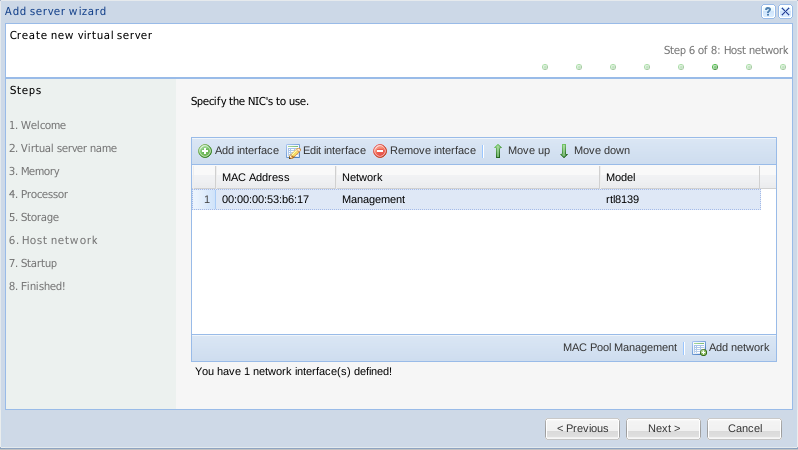 Add server wizard
Create new virtual server
Step 6 of 8: Host network
Steps
1. Welcome
2. Virtual server name
3. Memory
4. Processor
5. Storage
6. Host network
7. Startup
8. Finished!
Specify the NIC's to use.
Add interface Edit interface Remove interface Move up Move down
MAC Address Network Model
1 00:00:00:53:b6:17 Management rtl8139
MAC Pool Management Add network
You have 1 network interface(s) defined!
< Previous Next > Cancel